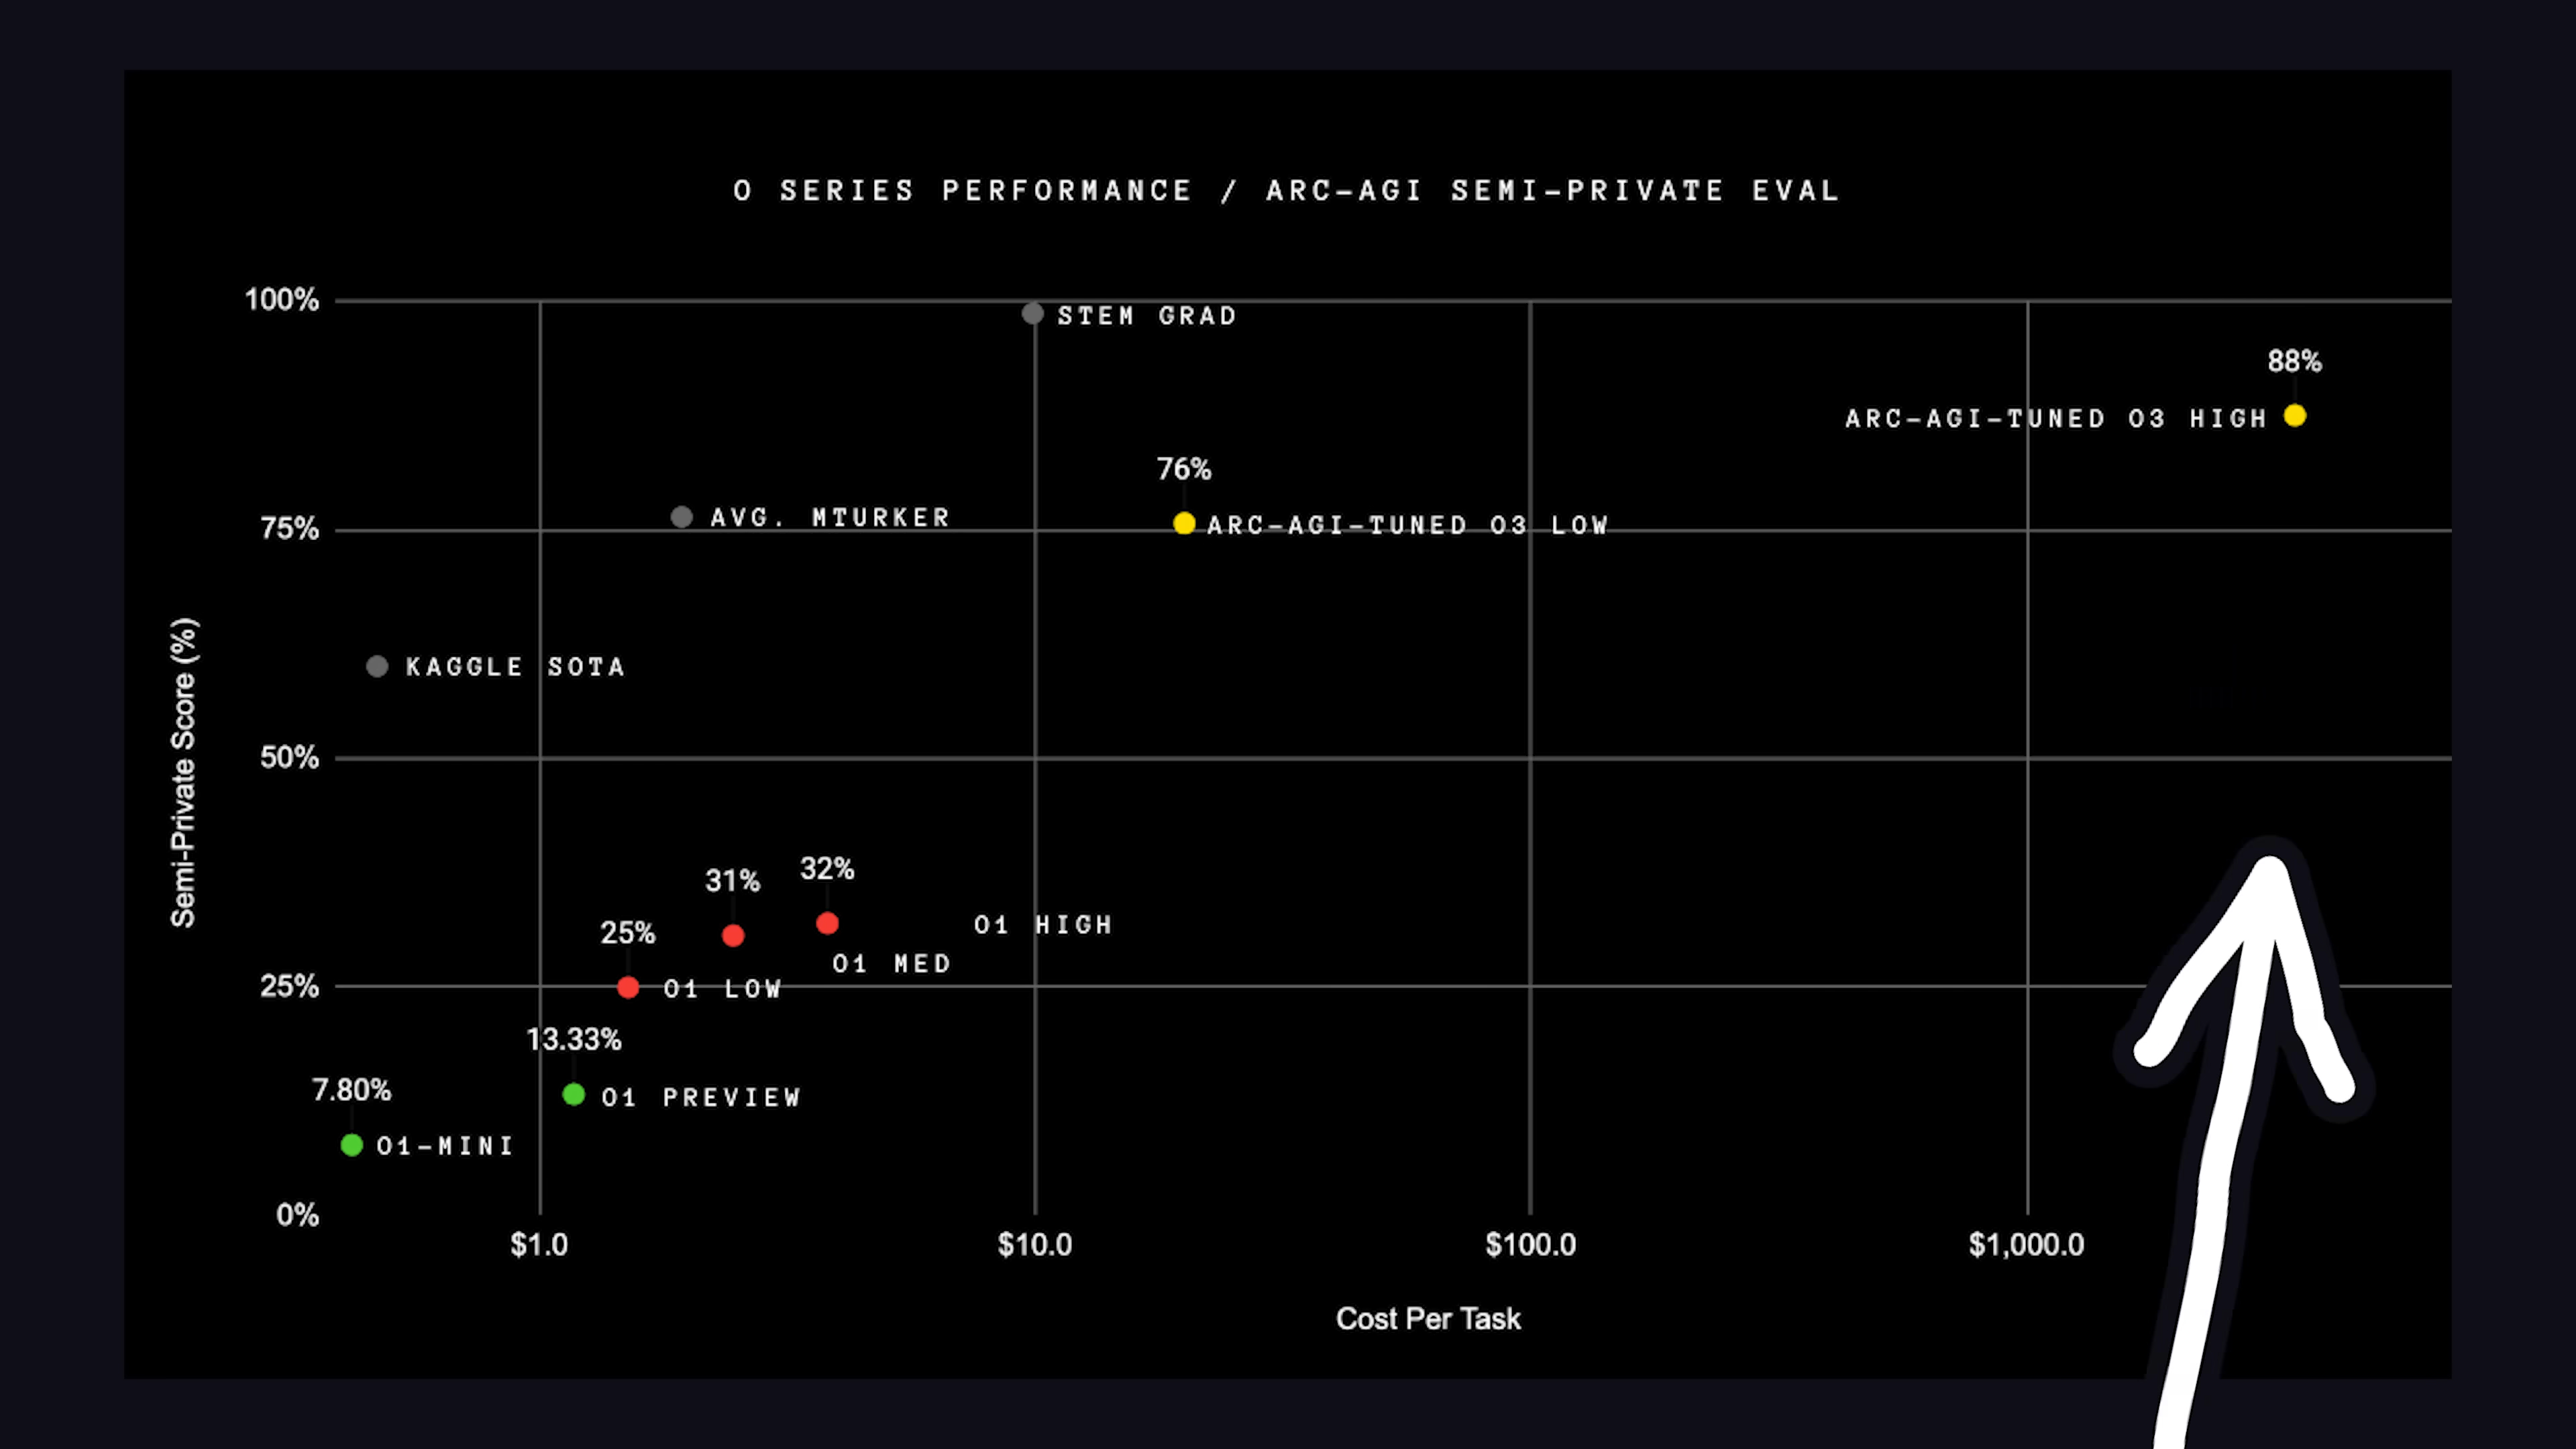 O SERIES PERFORMANCE / ARC-AGI SEMI-PRIVATE EVAL
100%
STEM GRAD
88%
ARC-AGI-TUNED O3 HIGH
76%
AVG. MTURKER
75%
ARC-AGI-TUNED O3 LOW
KAGGLE SOTA
Semi-Private Score (%)
50%
32%
31%
25%
O1 HIGH
O1 MED
25%
O1 LOW
13.33%
O1 PREVIEW
7.80%
O1-MINI
0%
$1.0
$10.0
$100.0
$1,000.0
Cost Per Task